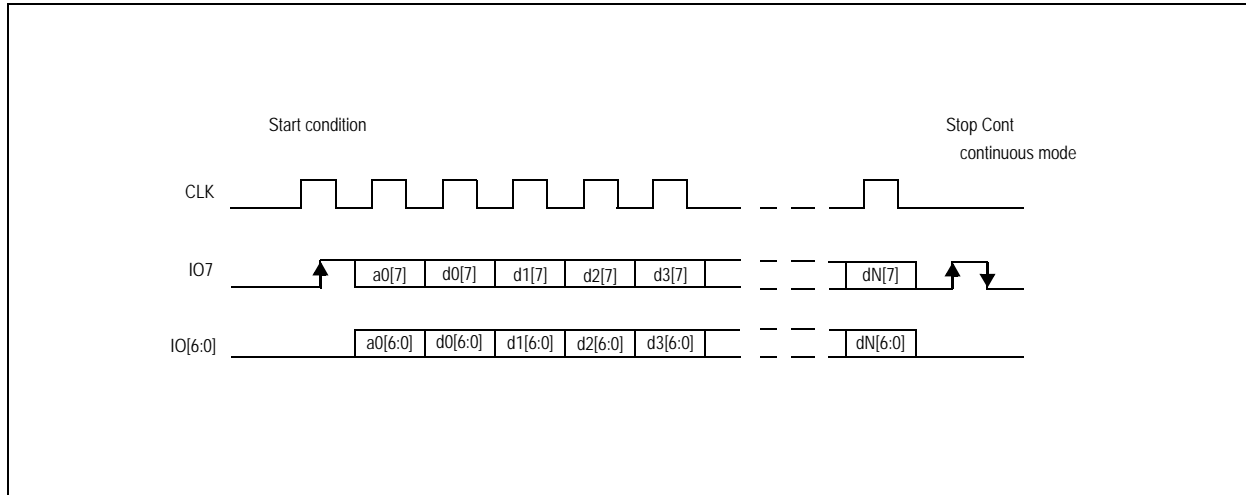 Start condition
Stop Cont
continuous mode
CLK
IO7
a0[7] d0[7] d1[7] d2[7] d3[7] dN[7]
IO[6:0]
a0[6:0] d0[6:0] d1[6:0] d2[6:0] d3[6:0] dN[6:0]